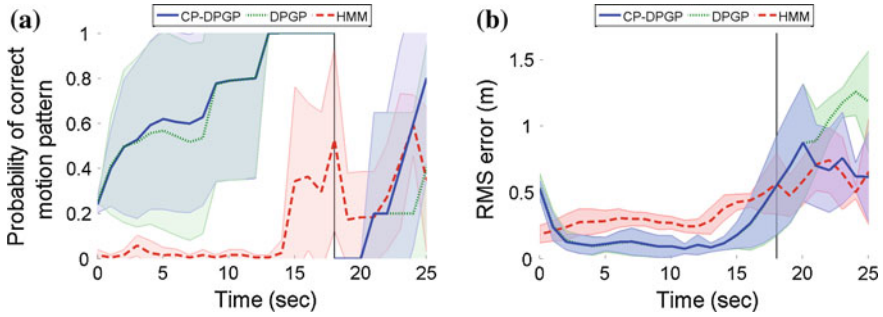 (a)
CP-DPGP DPGP HMM
Probability of correct
motion pattern
1
0.8
0.6
0.4
0.2
0
0 5 10 15 20 25
Time (sec)
(b)
CP-DPGP DPGP HMM
RMS error (m)
1.5
1
0.5
0
0 5 10 15 20 25
Time (sec)